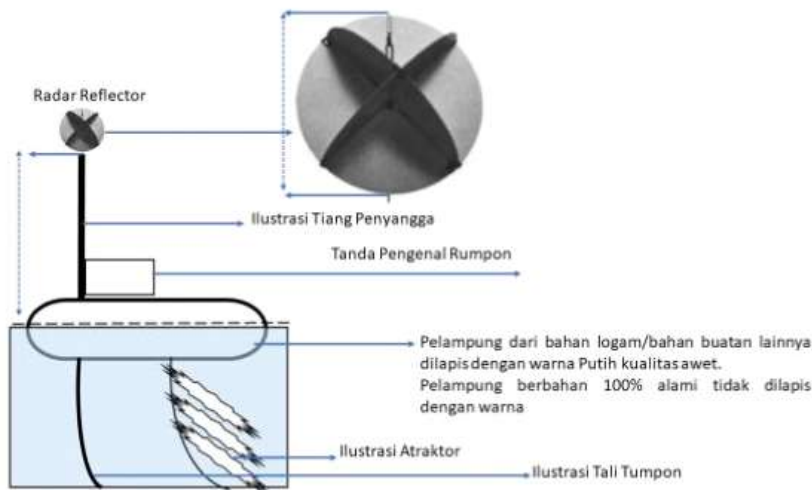 Radar Reflector
Ilustrasi Tiang Penyangga
Tanda Pengenal Rumpon
Pelampung dari bahan logam/bahan buatan lainnya
dilapis dengan warna Putih kualitas awet.
Pelampung berbahan 100% alami tidak dilapis
dengan warna
Ilustrasi Atraktor
Ilustrasi Tali Tumpon